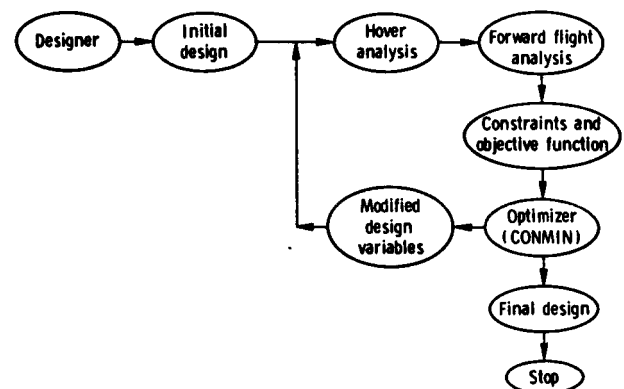 Designer
Initial
design
Hover
analysis
Forward flight
analysis
Constraints and
objective function
Modified
design
variables
Optimizer
(CONMIN)
Final design
Stop